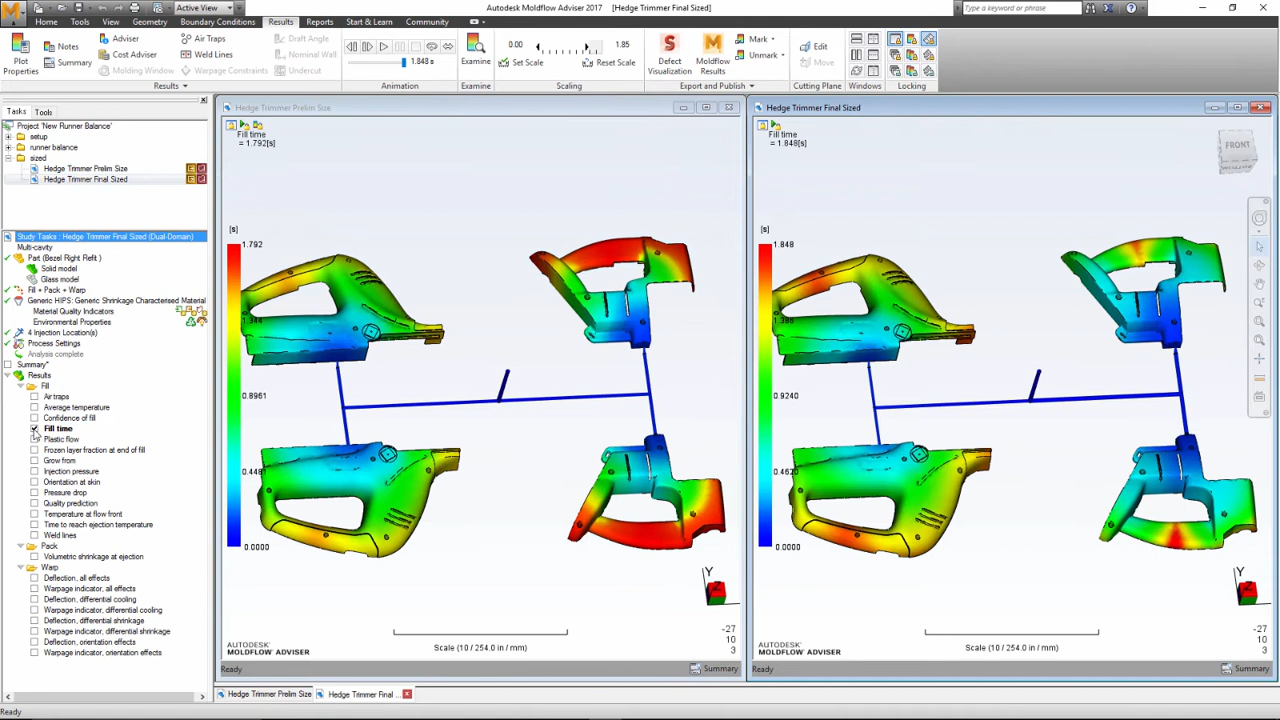 Active View
Autodesk Moldflow Adviser 2017
[Hedge Trimmer Final Sized]
Type a keyword or phrase
Home
Tools
View
Geometry
Boundary Conditions
Results
Reports
Start & Learn
Community
Plot Properties
Notes
Summary
Adviser
Cost Adviser
Molding Window
Air Traps
Weld Lines
Warpage Constraints
Draft Angle
Nominal Wall
Undercut
Results
1.848 s
Animation
Examine
Examine
0.00
1.85
Set Scale
Reset Scale
Scaling
Defect Visualization
Moldflow Results
Mark
Unmark
Export and Publish
Edit
Move
Cutting Plane
Windows
Locking
Tasks
Tools
Project 'New Runner Balance'
setup
runner balance
sized
Hedge Trimmer Prelim Size
Hedge Trimmer Final Sized
Study Tasks : Hedge Trimmer Final Sized (Dual-Domain)
Multi-cavity
Part (Bezel Right Refit )
Solid model
Glass model
Fill + Pack + Warp
Generic HIPS: Generic Shrinkage Characterised Material
Material Quality Indicators
Environmental Properties
4 Injection Location(s)
Process Settings
Analysis complete
Summary*
Results
Fill
Air traps
Average temperature
Confidence of fill
Fill time
Plastic flow
Frozen layer fraction at end of fill
Grow from
Injection pressure
Orientation at skin
Pressure drop
Quality prediction
Temperature at flow front
Time to reach ejection temperature
Weld lines
Pack
Volumetric shrinkage at ejection
Warp
Deflection, all effects
Warpage indicator, all effects
Deflection, differential cooling
Warpage indicator, differential cooling
Deflection, differential shrinkage
Warpage indicator, differential shrinkage
Deflection, orientation effects
Warpage indicator, orientation effects
Hedge Trimmer Prelim Size
Fill time
= 1.792[s]
[s]
1.792
1.344
0.8961
0.0000
Y
Z
-27
10
3
AUTODESK®
MOLDFLOW ADVISER
Scale (10 / 254.0 in / mm)
Ready
Summary
Hedge Trimmer Final Sized
Fill time
= 1.848[s]
FRONT
[s]
1.848
1.386
0.9240
0.4620
0.0000
Y
Z
-27
10
3
AUTODESK®
MOLDFLOW ADVISER
Scale (10 / 254.0 in / mm)
Ready
Summary
Hedge Trimmer Prelim Size
Hedge Trimmer Final ...
Ready